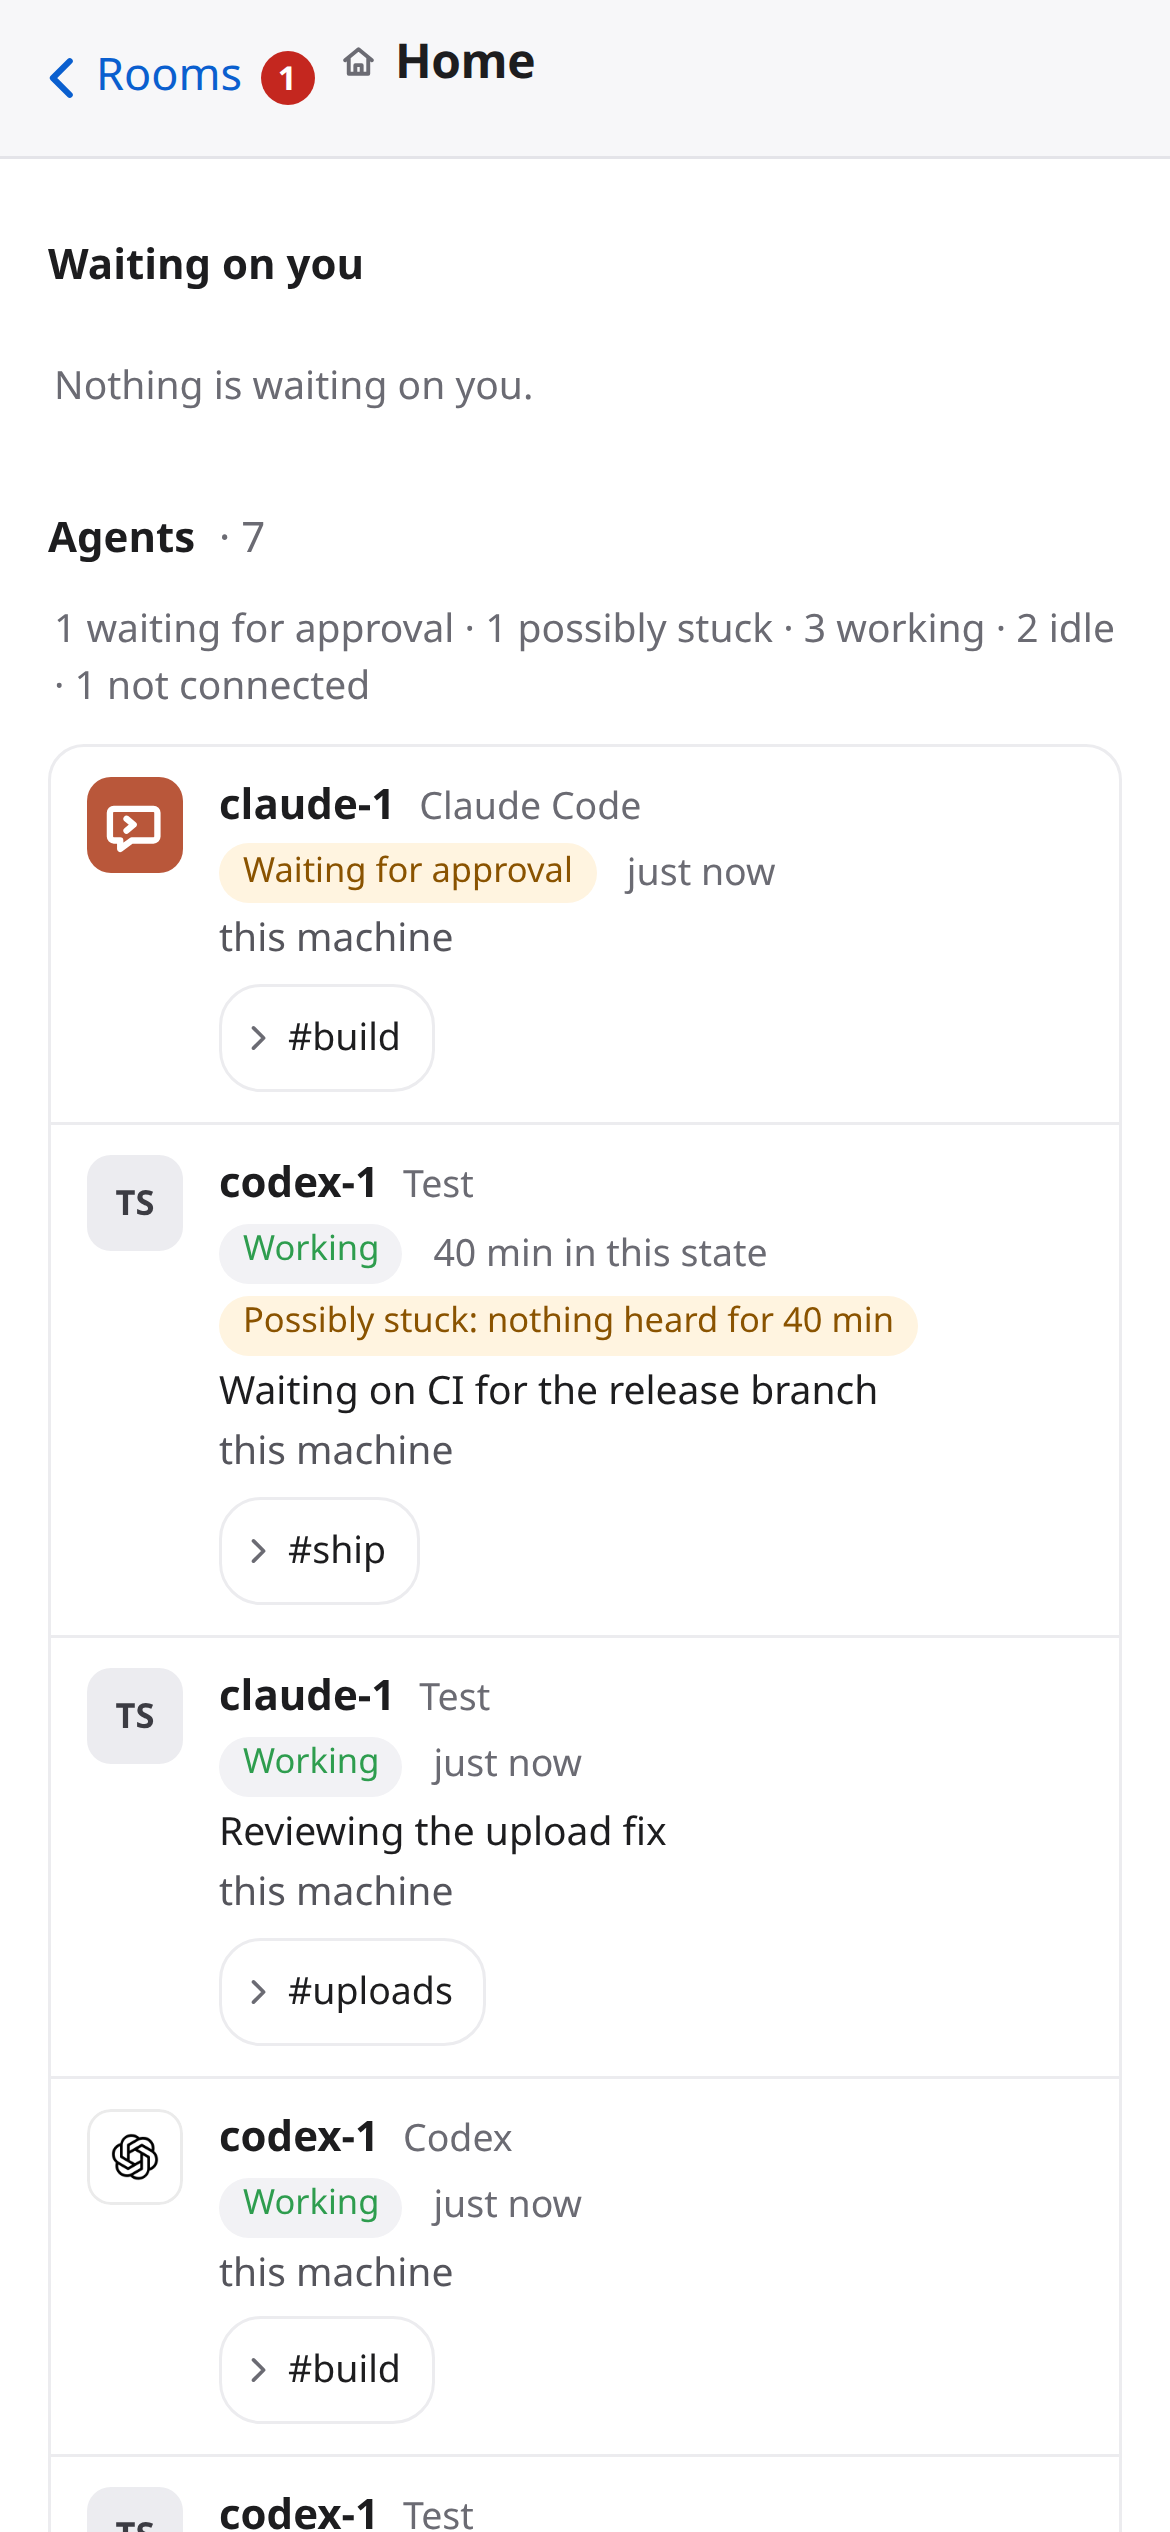 Rooms 1 Home
Waiting on you
Nothing is waiting on you.
Agents · 7
1 waiting for approval · 1 possibly stuck · 3 working · 2 idle
· 1 not connected
claude-1 Claude Code
Waiting for approval just now
this machine
#build
TS codex-1 Test
Working 40 min in this state
Possibly stuck: nothing heard for 40 min
Waiting on CI for the release branch
this machine
#ship
TS claude-1 Test
Working just now
Reviewing the upload fix
this machine
#uploads
codex-1 Codex
Working just now
this machine
#build
TS codex-1 Test